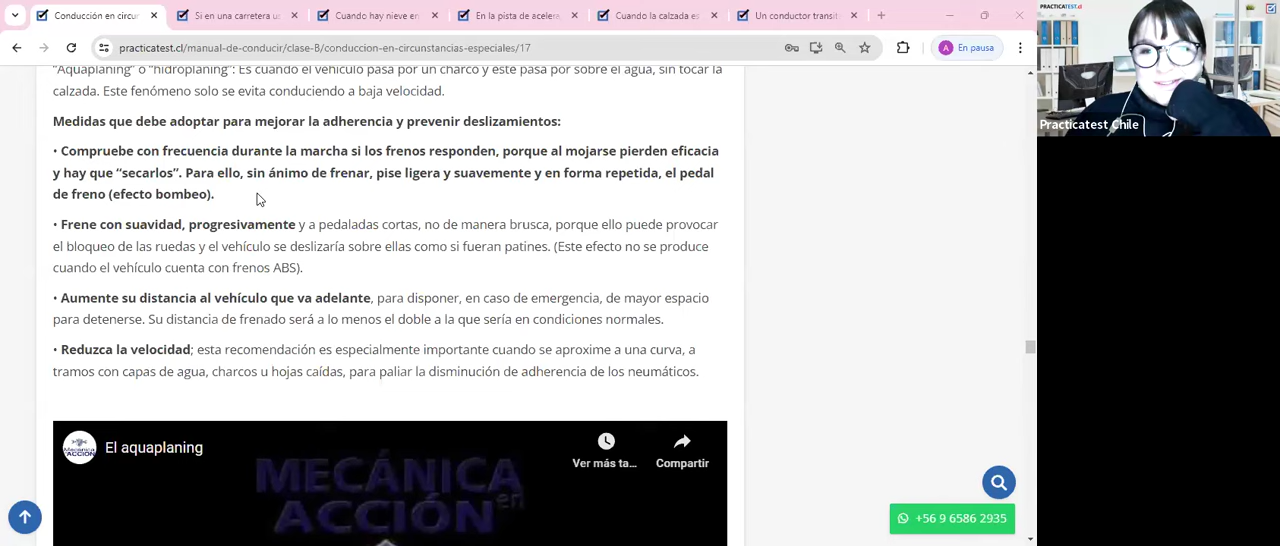 Conducción en circur
Si en una carretera us
Cuando hay nieve en
En la pista de acelera
Cuando la calzada es
Un conductor transit
practicatest.cl/manual-de-conducir/clase-B/conduccion-en-circunstancias-especiales/17
A
En pausa
"Aquaplaning" o "hidroplaning": Es cuando el vehículo pasa por un charco y este pasa por sobre el agua, sin tocar la
calzada. Este fenómeno solo se evita conduciendo a baja velocidad.
Medidas que debe adoptar para mejorar la adherencia y prevenir deslizamientos:
• Compruebe con frecuencia durante la marcha si los frenos responden, porque al mojarse pierden eficacia
y hay que "secarlos". Para ello, sin ánimo de frenar, pise ligera y suavemente y en forma repetida, el pedal
de freno (efecto bombeo).
• Frene con suavidad, progresivamente y a pedaladas cortas, no de manera brusca, porque ello puede provocar
el bloqueo de las ruedas y el vehículo se deslizaría sobre ellas como si fueran patines. (Este efecto no se produce
cuando el vehículo cuenta con frenos ABS).
• Aumente su distancia al vehículo que va adelante, para disponer, en caso de emergencia, de mayor espacio
para detenerse. Su distancia de frenado será a lo menos el doble a la que sería en condiciones normales.
• Reduzca la velocidad; esta recomendación es especialmente importante cuando se aproxime a una curva, a
tramos con capas de agua, charcos u hojas caídas, para paliar la disminución de adherencia de los neumáticos.
El aquaplaning
Ver más ta...
Compartir
MECÁNICA
en
ACCIÓN
+56 9 6586 2935
PRACTICATEST.CL
Practicatest Chile